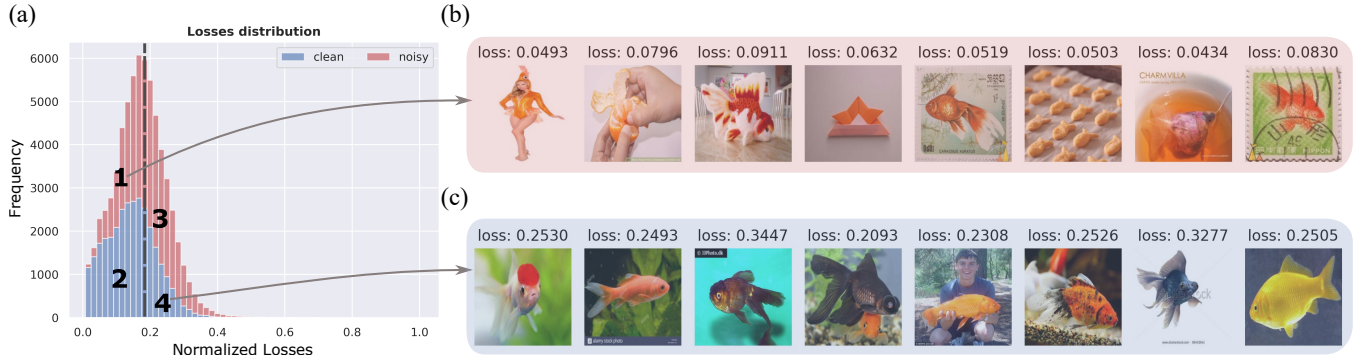 (a)
Losses distribution
clean noisy
6000
5000
4000
3000
2000
1000
0
Frequency
0.0 0.2 0.4 0.6 0.8 1.0
Normalized Losses
1
2
3
4
(b)
loss: 0.0493 loss: 0.0796 loss: 0.0911 loss: 0.0632 loss: 0.0519 loss: 0.0503 loss: 0.0434 loss: 0.0830
CHARMVILLA
NIPPON
(c)
loss: 0.2530 loss: 0.2493 loss: 0.3447 loss: 0.2093 loss: 0.2308 loss: 0.2526 loss: 0.3277 loss: 0.2505
alamy stock photo